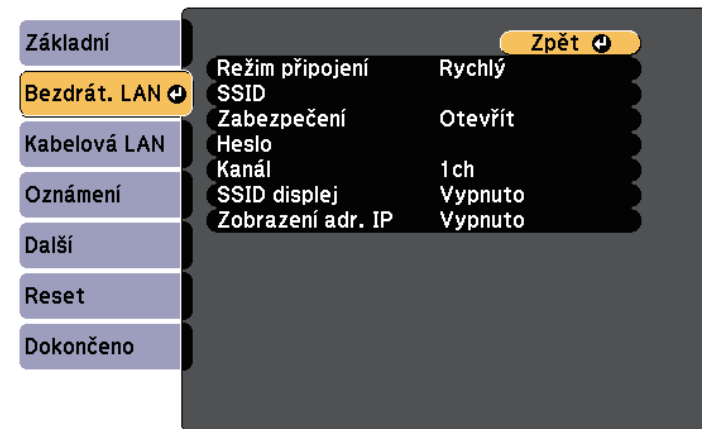 Základní
Bezdrát. LAN
Kabelová LAN
Oznámení
Další
Reset
Dokončeno
Zpět
Režim připojení Rychlý
SSID
Zabezpečení Otevřít
Heslo
Kanál 1ch
SSID displej Vypnuto
Zobrazení adr. IP Vypnuto